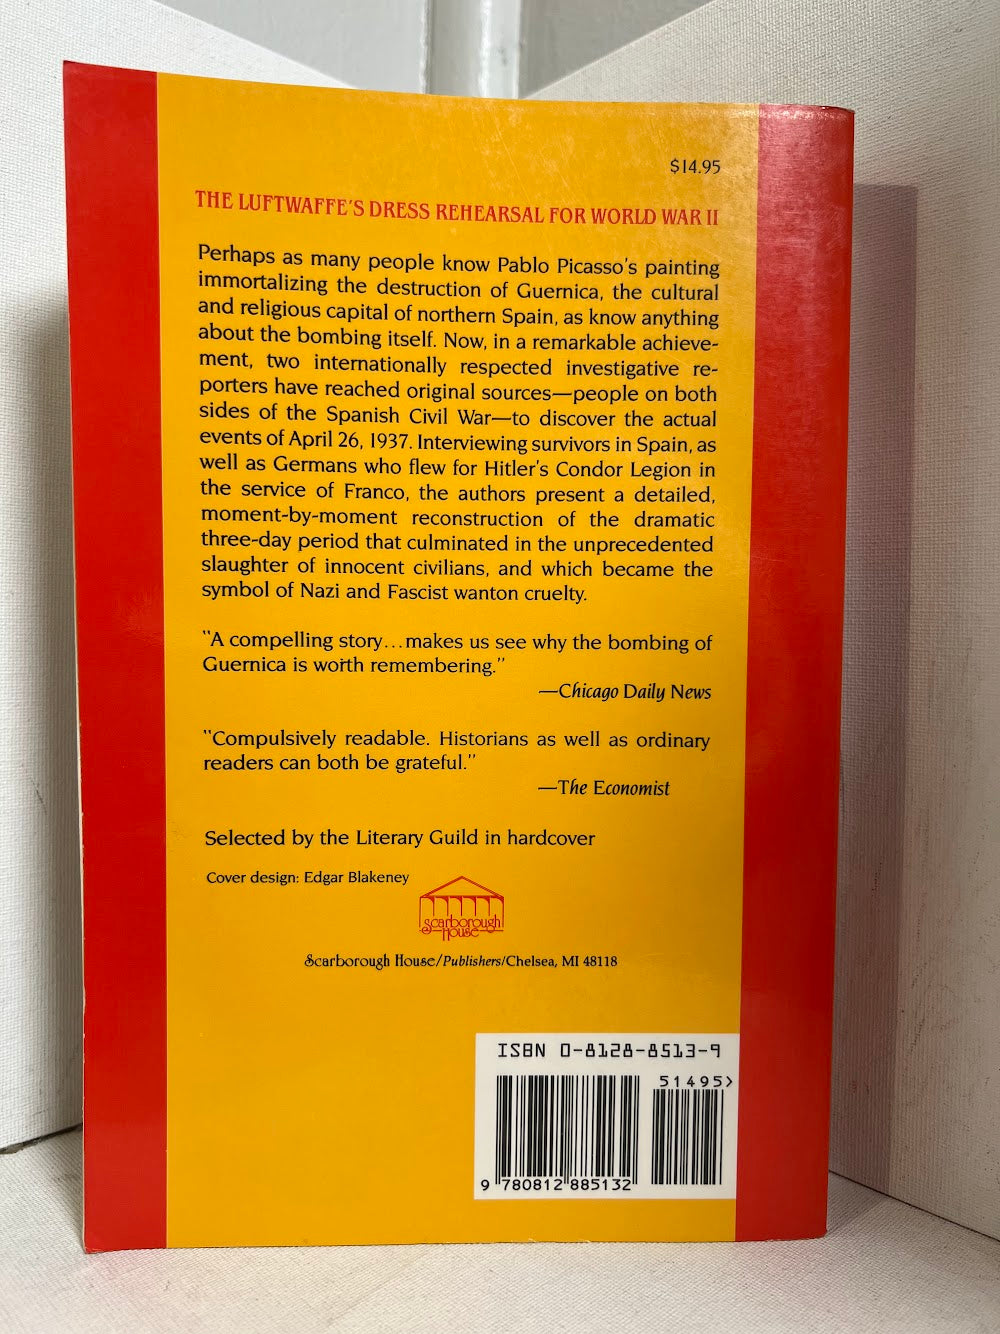 $14.95
THE LUFTWAFFE'S DRESS REHEARSAL FOR WORLD WAR II
Perhaps as many people know Pablo Picasso's painting
immortalizing the destruction of Guernica, the cultural
and religious capital of northern Spain, as know anything
about the bombing itself. Now, in a remarkable achieve-
ment, two internationally respected investigative re-
porters have reached original sources—people on both
sides of the Spanish Civil War—to discover the actual
events of April 26, 1937. Interviewing survivors in Spain, as
well as Germans who flew for Hitler's Condor Legion in
the service of Franco, the authors present a detailed,
moment-by-moment reconstruction of the dramatic
three-day period that culminated in the unprecedented
slaughter of innocent civilians, and which became the
symbol of Nazi and Fascist wanton cruelty.
"A compelling story...makes us see why the bombing of
Guernica is worth remembering."
—Chicago Daily News
"Compulsively readable. Historians as well as ordinary
readers can both be grateful."
—The Economist
Selected by the Literary Guild in hardcover
Cover design: Edgar Blakeney
Scarborough
House
Scarborough House/Publishers/Chelsea, MI 48118
ISBN 0-8128-8513-9
51495>
9 780812 885132